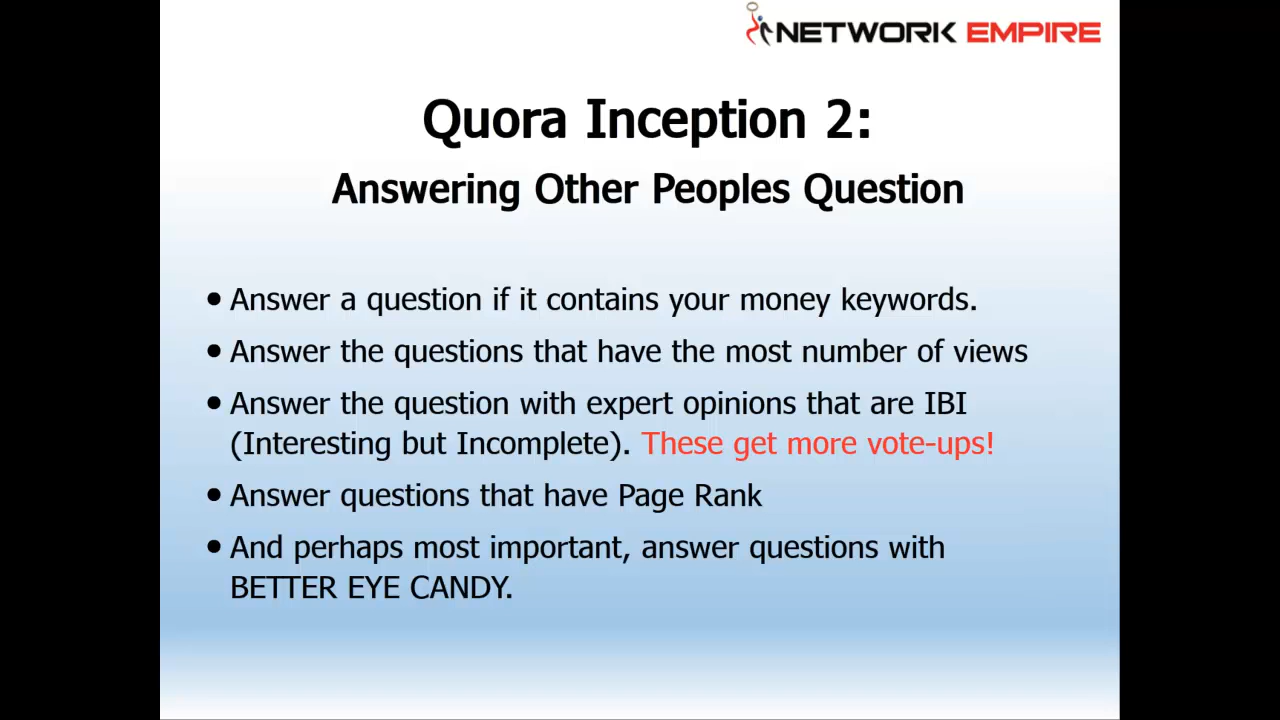 NETWORK EMPIRE
Quora Inception 2:
Answering Other Peoples Question
• Answer a question if it contains your money keywords.
• Answer the questions that have the most number of views
• Answer the question with expert opinions that are IBI
(Interesting but Incomplete). These get more vote-ups!
• Answer questions that have Page Rank
• And perhaps most important, answer questions with
BETTER EYE CANDY.